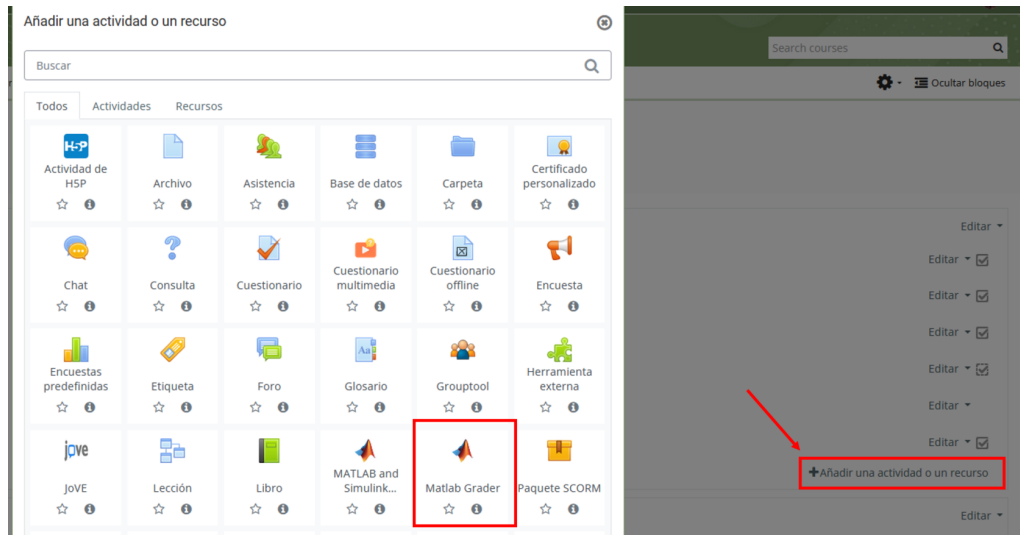 Añadir una actividad o un recurso
Search courses
Buscar
Ocultar bloques
Todos
Actividades
Recursos
H-P
Actividad de
H5P
Archivo
Asistencia
Base de datos
Carpeta
Certificado
personalizado
Editar
Editar
Chat
Consulta
Cuestionario
Cuestionario
multimedia
Cuestionario
offline
Encuesta
Editar
Editar
Aa
Encuestas
predefinidas
Etiqueta
Foro
Glosario
Grouptool
Herramienta
externa
Editar
Editar
jove
JoVE
Lección
Libro
MATLAB and
Simulink...
Matlab Grader
Paquete SCORM
Editar
+Añadir una actividad o un recurso
Editar